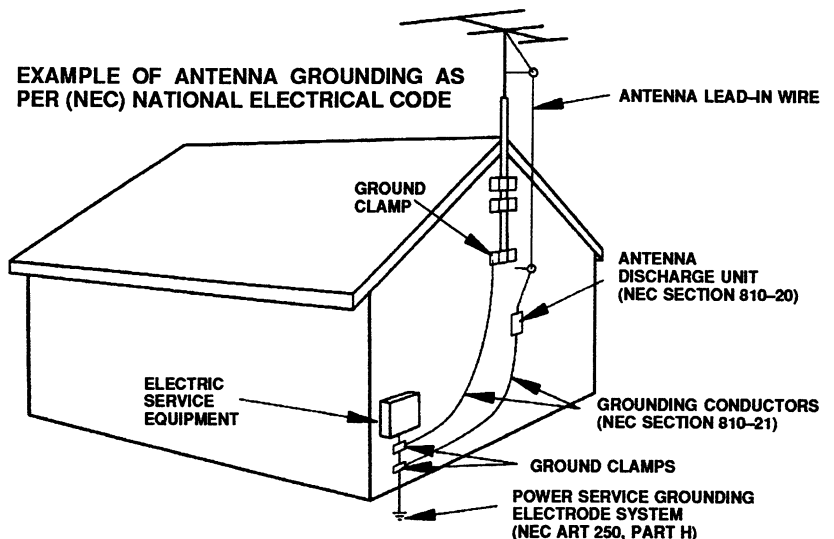 EXAMPLE OF ANTENNA GROUNDING AS
PER (NEC) NATIONAL ELECTRICAL CODE
ANTENNA LEAD–IN WIRE
GROUND
CLAMP
ANTENNA
DISCHARGE UNIT
(NEC SECTION 810–20)
ELECTRIC
SERVICE
EQUIPMENT
GROUNDING CONDUCTORS
(NEC SECTION 810–21)
GROUND CLAMPS
POWER SERVICE GROUNDING
ELECTRODE SYSTEM
(NEC ART 250, PART H)